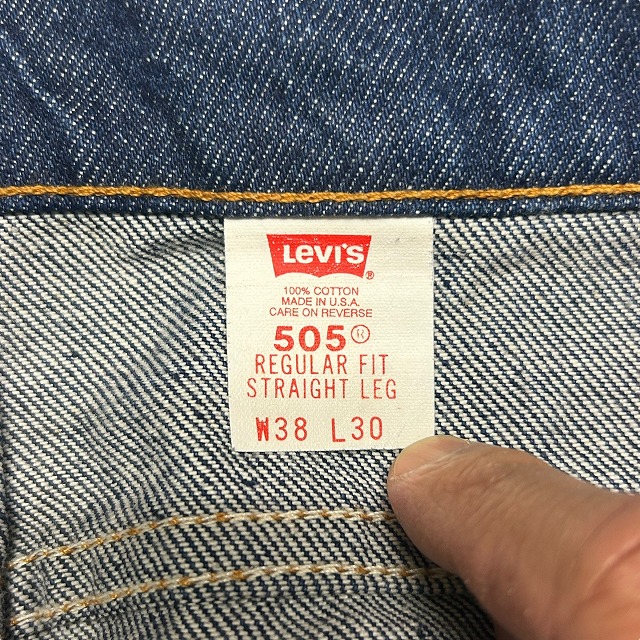 LEVI'S®
100% COTTON
MADE IN U.S.A.
CARE ON REVERSE
505®
REGULAR FIT
STRAIGHT LEG
W38 L30